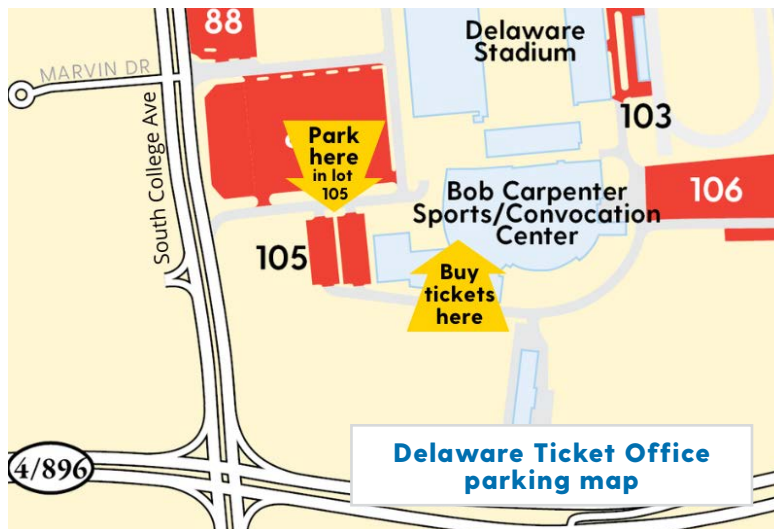 88
Delaware
Stadium
MARVIN DR
103
Park
here
in lot
105
106
Bob Carpenter
Sports/Convocation
Center
South College Ave
105
Buy
tickets
here
4/896
Delaware Ticket Office
parking map